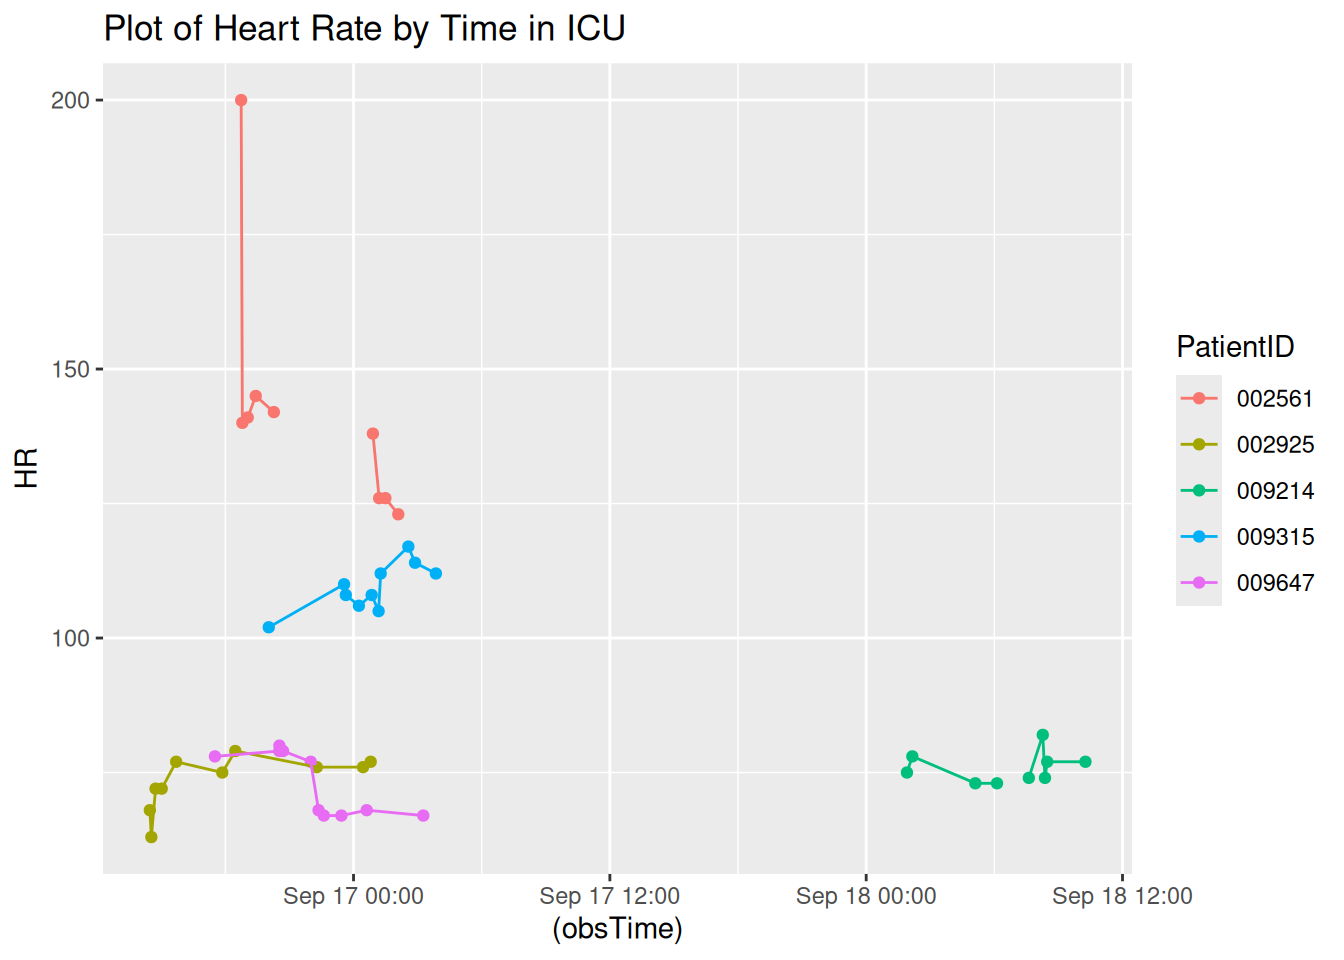 Plot of Heart Rate by Time in ICU
200
150
100
HR
Sep 17 00:00 Sep 17 12:00 Sep 18 00:00 Sep 18 12:00
(obsTime)
PatientID
002561
002925
009214
009315
009647